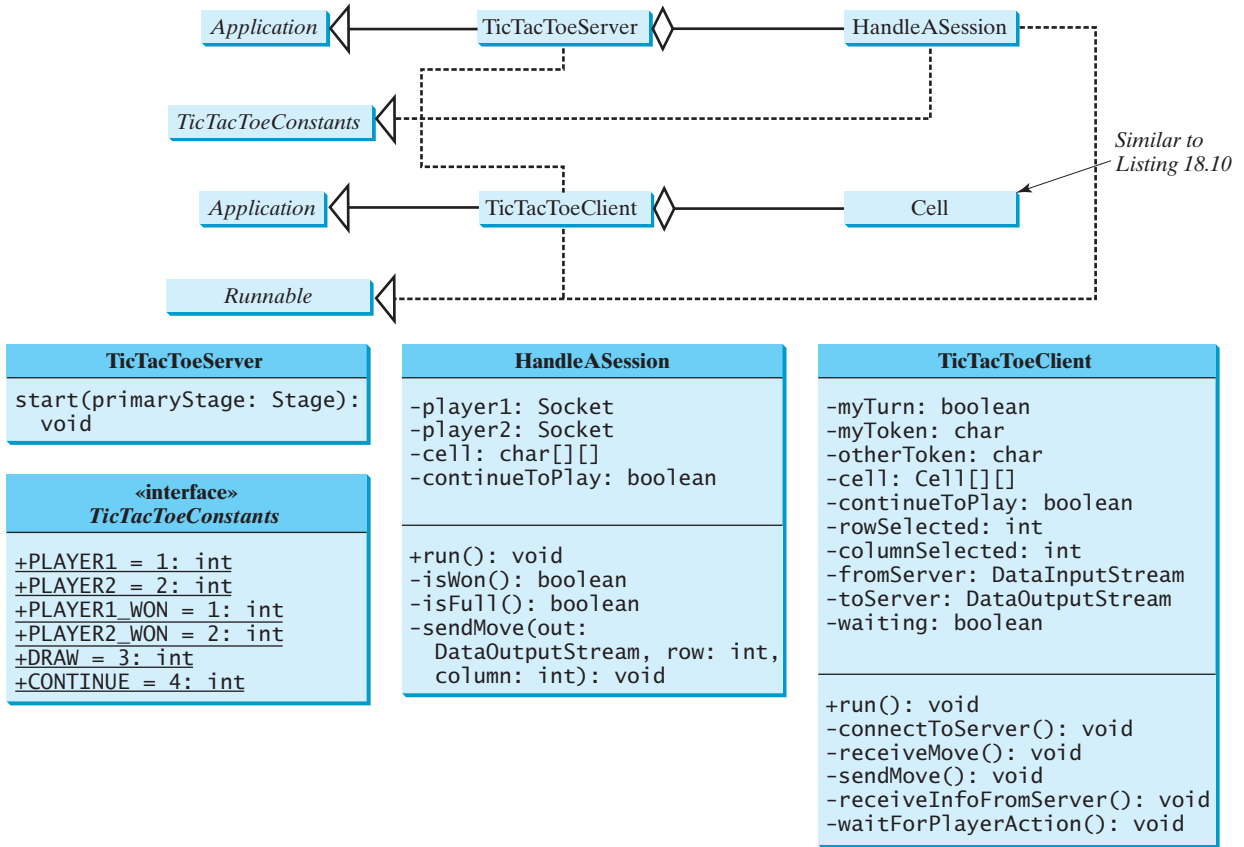 Application
TicTacToeServer
HandleASession
TicTacToeConstants
Similar to
Listing 18.10
Application
TicTacToeClient
Cell
Runnable
TicTacToeServer
start(primaryStage: Stage):
void
«interface»
TicTacToeConstants
+PLAYER1 = 1: int
+PLAYER2 = 2: int
+PLAYER1_WON = 1: int
+PLAYER2_WON = 2: int
+DRAW = 3: int
+CONTINUE = 4: int
HandleASession
-player1: Socket
-player2: Socket
-cell: char[][]
-continueToPlay: boolean
+run(): void
-isWon(): boolean
-isFull(): boolean
-sendMove(out:
DataOutputStream, row: int,
column: int): void
TicTacToeClient
-myTurn: boolean
-myToken: char
-otherToken: char
-cell: Cell[][]
-continueToPlay: boolean
-rowSelected: int
-columnSelected: int
-fromServer: DataInputStream
-toServer: DataOutputStream
-waiting: boolean
+run(): void
-connectToServer(): void
-receiveMove(): void
-sendMove(): void
-receiveInfoFromServer(): void
-waitForPlayerAction(): void